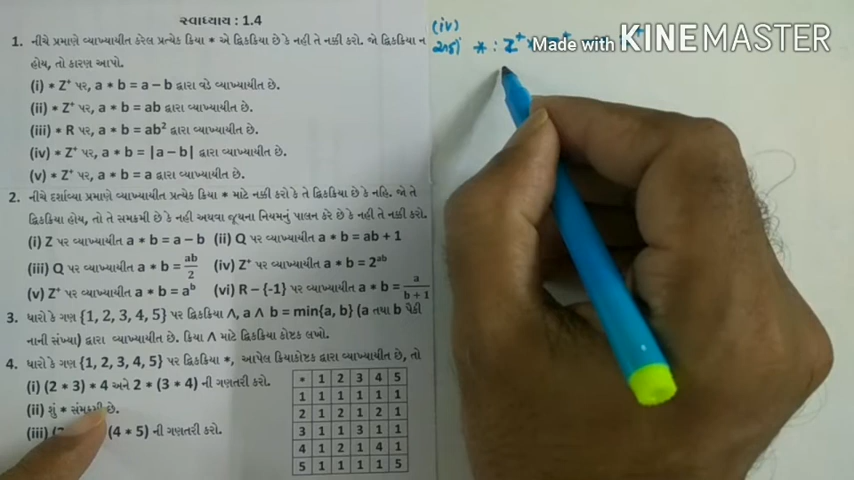 સ્વાધ્યાય : 1.4
1. નીચે પ્રમાણે વ્યાખ્યાયીત કરેલ પ્રત્યેક ક્રિયા * એ દ્વિકક્રિયા છે કે નહી તે નક્કી કરો. જો દ્વિકક્રિયા ન
હોય, તો કારણ આપો.
(i) * Z⁺ પર, a * b = a – b દ્વારા વડે વ્યાખ્યાયીત છે.
(ii) * Z⁺ પર, a * b = ab દ્વારા વ્યાખ્યાયીત છે.
(iii) * R પર, a * b = ab² દ્વારા વ્યાખ્યાયીત છે.
(iv) * Z⁺ પર, a * b = |a – b| દ્વારા વ્યાખ્યાયીત છે.
(v) * Z⁺ પર, a * b = a દ્વારા વ્યાખ્યાયીત છે.
2. નીચે દર્શાવ્યા પ્રમાણે વ્યાખ્યાયીત પ્રત્યેક ક્રિયા * માટે નક્કી કરો કે તે દ્વિકક્રિયા છે કે નહિ. જો તે
દ્વિકક્રિયા હોય, તો તે સમક્રમી છે કે નહી અથવા જૂથના નિયમનું પાલન કરે છે કે નહી તે નક્કી કરો.
(i) Z પર વ્યાખ્યાયીત a * b = a – b (ii) Q પર વ્યાખ્યાયીત a * b = ab + 1
(iii) Q પર વ્યાખ્યાયીત a * b = ab/2 (iv) Z⁺ પર વ્યાખ્યાયીત a * b = 2^ab
(v) Z⁺ પર વ્યાખ્યાયીત a * b = a^b (vi) R – {-1} પર વ્યાખ્યાયીત a * b = a/(b + 1)
3. ધારો કે ગણ {1, 2, 3, 4, 5} પર દ્વિકક્રિયા ∧, a ∧ b = min{a, b} (a તથા b પૈકી
નાની સંખ્યા) દ્વારા વ્યાખ્યાયીત છે. ક્રિયા ∧ માટે દ્વિકક્રિયા કોષ્ટક લખો.
4. ધારો કે ગણ {1, 2, 3, 4, 5} પર દ્વિકક્રિયા *, આપેલ ક્રિયાકોષ્ટક દ્વારા વ્યાખ્યાયીત છે, તો
(i) (2 * 3) * 4 અને 2 * (3 * 4) ની ગણતરી કરો.
(ii) શું * સમક્રમી છે.
(iii) (4 * 5) ની ગણતરી કરો.
* 1 2 3 4 5
1 1 1 1 1 1
2 1 2 1 2 1
3 1 1 3 1 1
4 1 2 1 4 1
5 1 1 1 1 5
(iv)
* : Z⁺
Made with KINEMASTER